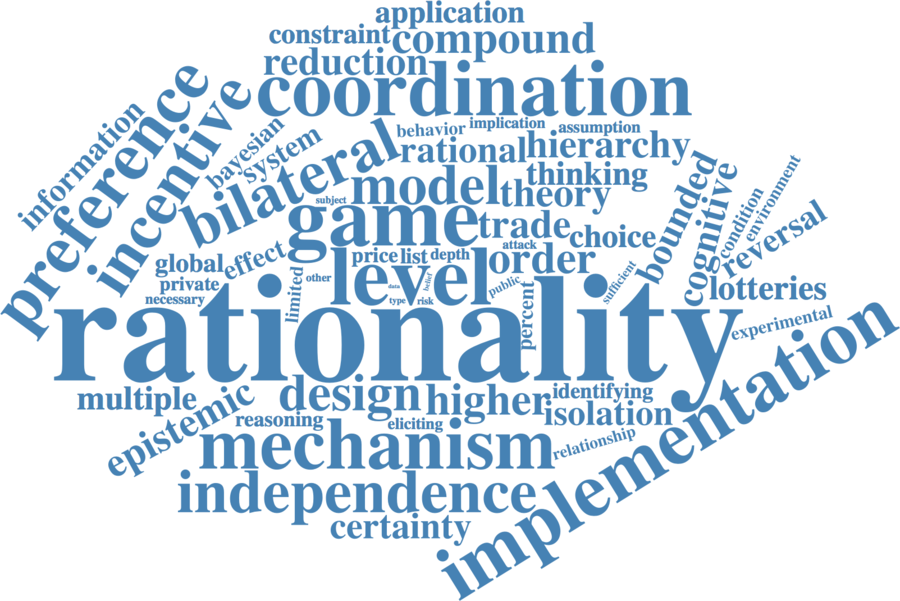 application
constraint
compound
reduction
coordination
preference
incentive
information
bayesian
system
bilateral
behavior
implication
assumption
rational
hierarchy
thinking
subject
model
theory
game
trade
choice
bounded
cognitive
condition
environment
reversal
global
effect
price list
depth
attack
order
private
necessary
limited
other
level
data
belief
type
risk
public
percent
sufficient
lotteries
rationality
experimental
multiple
epistemic
design
higher
identifying
isolation
reasoning
eliciting
mechanism
relationship
independence
implementation
certainty